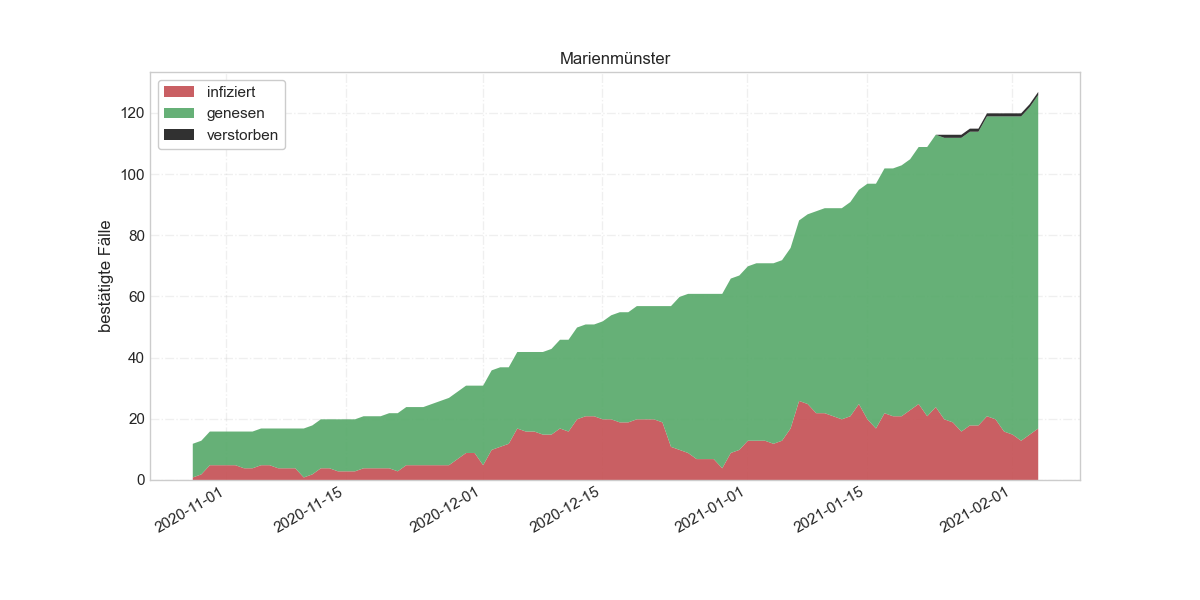 Marienmünster
infiziert
genesen
verstorben
bestätigte Fälle
120
100
80
60
40
20
0
2020-11-01
2020-11-15
2020-12-01
2020-12-15
2021-01-01
2021-01-15
2021-02-01